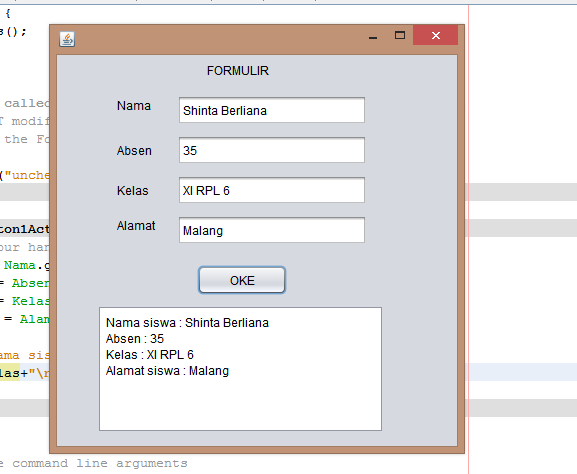 {
s();
called
T modif
the Fo
("unche
FORMULIR
Nama Shinta Berliana
Absen 35
Kelas XI RPL 6
Alamat Malang
OKE
Nama siswa : Shinta Berliana
Absen : 35
Kelas : XI RPL 6
Alamat siswa : Malang
ton1Act
our han
Nama.g
= Absen
= Kelas
= Alam
ama sis
las+"\n
e command line arguments